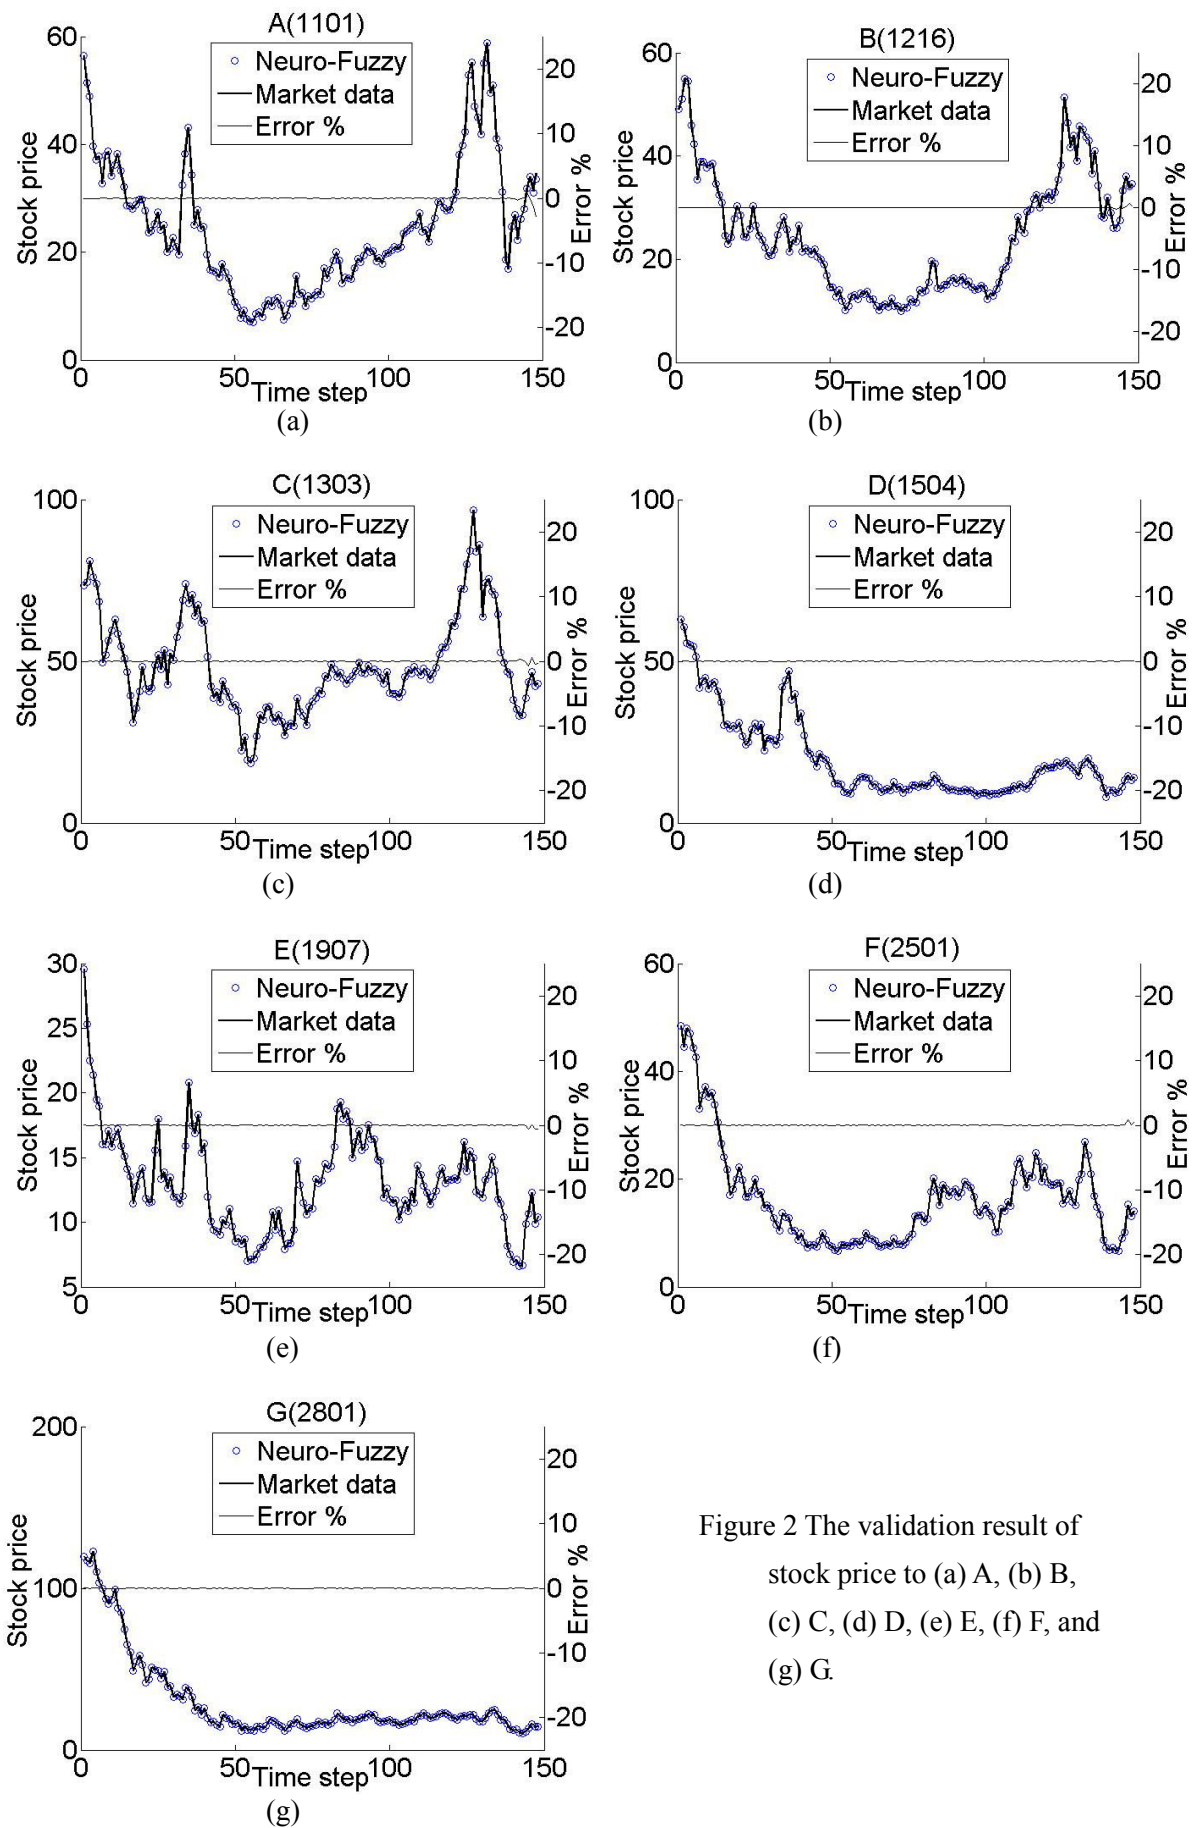 A(1101)
60
40
20
0
Stock price
Neuro-Fuzzy
Market data
Error %
20
10
0
-10
-20
Error %
0
50
100
150
Time step
(a)
B(1216)
60
40
20
0
Stock price
Neuro-Fuzzy
Market data
Error %
20
10
0
-10
-20
Error %
0
50
100
150
Time step
(b)
C(1303)
100
50
0
Stock price
Neuro-Fuzzy
Market data
Error %
20
10
0
-10
-20
Error %
0
50
100
150
Time step
(c)
D(1504)
100
50
0
Stock price
Neuro-Fuzzy
Market data
Error %
20
10
0
-10
-20
Error %
0
50
100
150
Time step
(d)
E(1907)
30
25
20
15
10
5
Stock price
Neuro-Fuzzy
Market data
Error %
20
10
0
-10
-20
Error %
0
50
100
150
Time step
(e)
F(2501)
60
40
20
0
Stock price
Neuro-Fuzzy
Market data
Error %
20
10
0
-10
-20
Error %
0
50
100
150
Time step
(f)
G(2801)
200
100
0
Stock price
Neuro-Fuzzy
Market data
Error %
20
10
0
-10
-20
Error %
0
50
100
150
Time step
(g)
Figure 2 The validation result of
stock price to (a) A, (b) B,
(c) C, (d) D, (e) E, (f) F, and
(g) G.